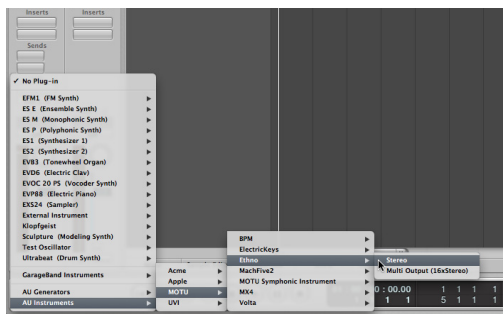 Inserts Inserts
Sends
✓ No Plug-in
EFM1 (FM Synth)
ES E (Ensemble Synth)
ES M (Monophonic Synth)
ES P (Polyphonic Synth)
ES1 (Synthesizer 1)
ES2 (Synthesizer 2)
EVB3 (Tonewheel Organ)
EVD6 (Electric Clav)
EVOC 20 PS (Vocoder Synth)
EVP88 (Electric Piano)
EXS24 (Sampler)
External Instrument
Klopfgeist
Sculpture (Modeling Synth)
Test Oscillator
Ultrabeat (Drum Synth)
GarageBand Instruments
AU Generators
AU Instruments
Acme
Apple
MOTU
UVI
BPM
ElectricKeys
Ethno
MachFive2
MOTU Symphonic Instrument
MX4
Volta
Stereo
Multi Output (16xStereo)
0:00.00 1 1 1
1 1 5 1 1